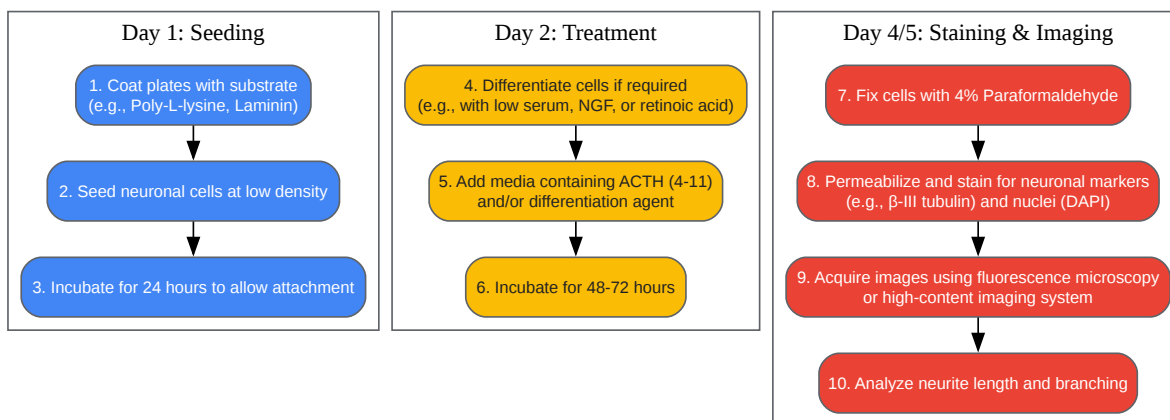 Day 1: Seeding
1. Coat plates with substrate
(e.g., Poly-L-lysine, Laminin)
2. Seed neuronal cells at low density
3. Incubate for 24 hours to allow attachment
Day 2: Treatment
4. Differentiate cells if required
(e.g., with low serum, NGF, or retinoic acid)
5. Add media containing ACTH (4-11)
and/or differentiation agent
6. Incubate for 48-72 hours
Day 4/5: Staining & Imaging
7. Fix cells with 4% Paraformaldehyde
8. Permeabilize and stain for neuronal markers
(e.g., β-III tubulin) and nuclei (DAPI)
9. Acquire images using fluorescence microscopy
or high-content imaging system
10. Analyze neurite length and branching